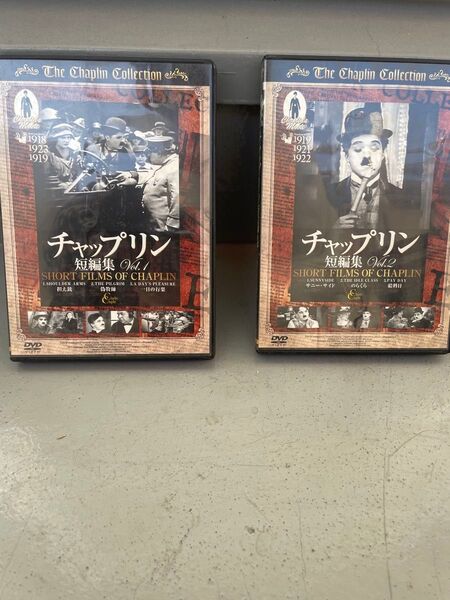 The Chaplin Collection
1918
1922
1919
チャップリン
短編集 Vol.1
SHORT FILMS OF CHAPLIN
1.SHOULDER ARMS 2.THE PILGRIM 3.A DAY'S PLEASURE
担え銃 偽牧師 一日の行楽
DVD
The Chaplin Collection
1919
1921
1922
チャップリン
短編集 Vol.2
SHORT FILMS OF CHAPLIN
1.SUNNYSIDE 2.THE IDLE CLASS 3.PAY DAY
サニー・サイド のらくら 給料日
DVD